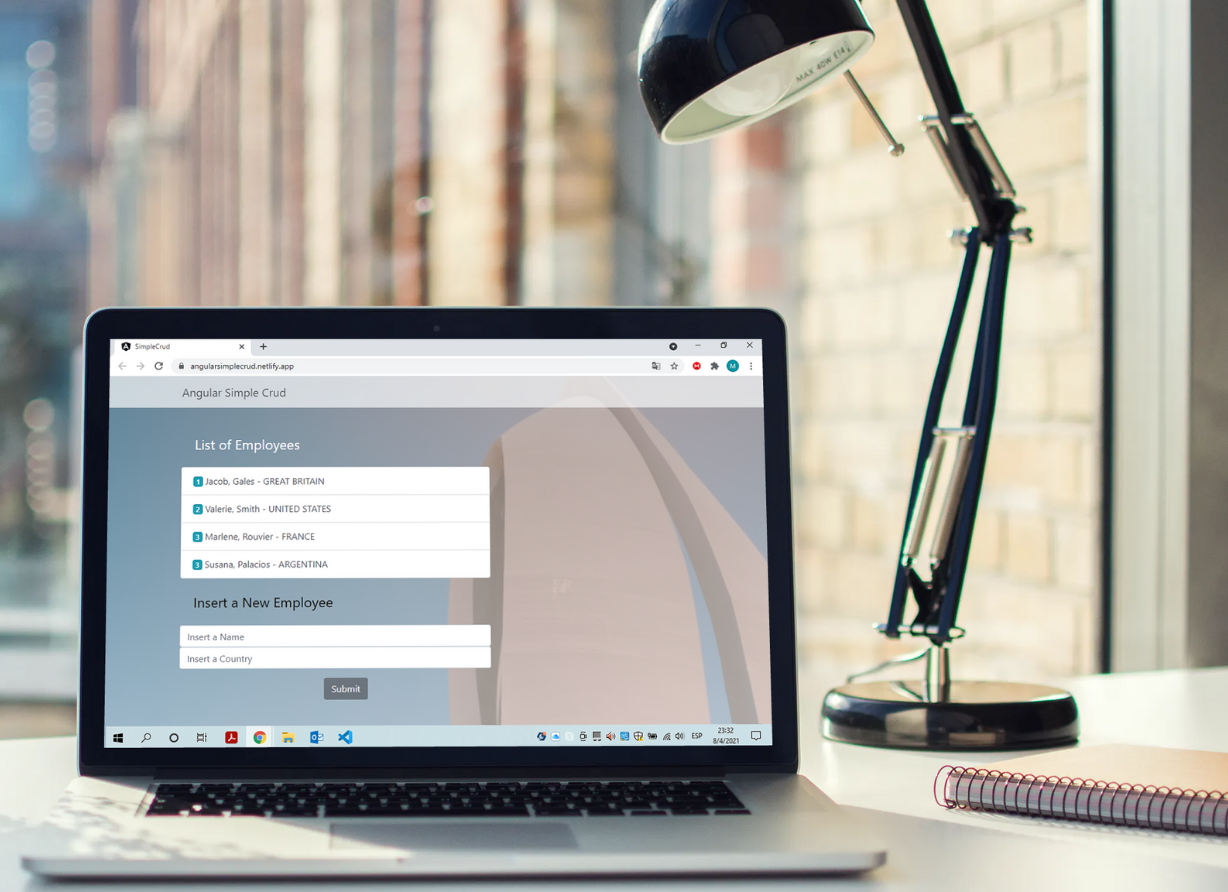 MAX 40W E14
SimpleCrud
angularsimplecrud.netlify.app
M
Angular Simple Crud
List of Employees
1 Jacob, Gales - GREAT BRITAIN
2 Valerie, Smith - UNITED STATES
3 Marlene, Rouvier - FRANCE
3 Susana, Palacios - ARGENTINA
Insert a New Employee
Insert a Name
Insert a Country
Submit
ESP
23:32
8/4/2021